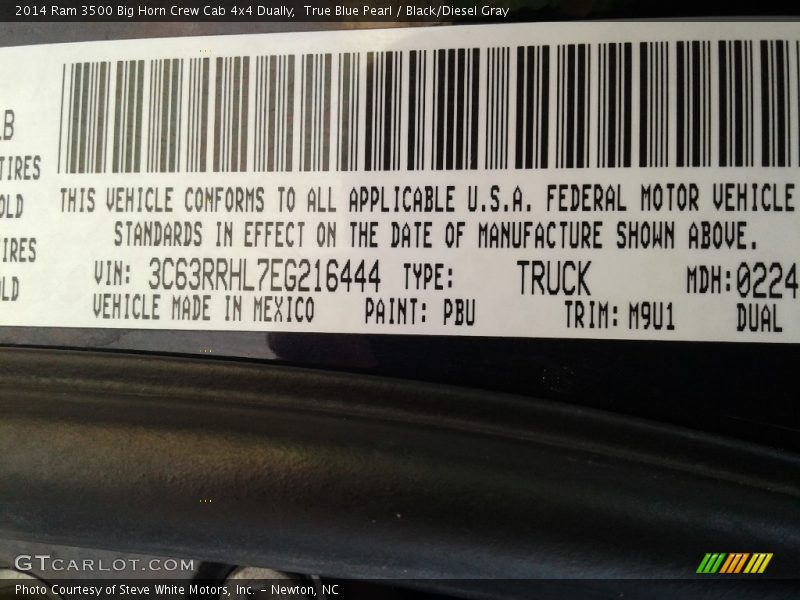 2014 Ram 3500 Big Horn Crew Cab 4x4 Dually,  True Blue Pearl / Black/Diesel Gray
LB
TIRES
OLD
IRES
LD
THIS VEHICLE CONFORMS TO ALL APPLICABLE U.S.A. FEDERAL MOTOR VEHICLE
STANDARDS IN EFFECT ON THE DATE OF MANUFACTURE SHOWN ABOVE.
VIN: 3C63RRHL7EG216444 TYPE: TRUCK MDH:0224
VEHICLE MADE IN MEXICO PAINT: PBU TRIM: M9U1 DUAL
GTCARLOT.COM
Photo Courtesy of Steve White Motors, Inc. – Newton, NC